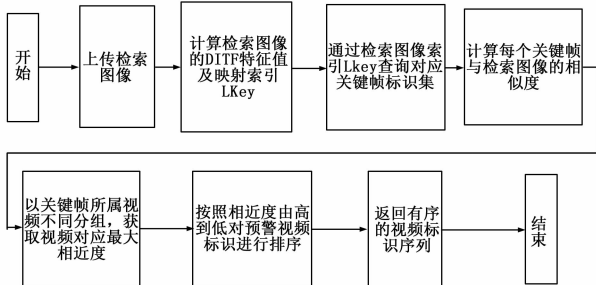 开
始
上传检索
图像
计算检索图像
的DITF特征值
及映射索引
LKey
通过检索图像索
引Lkey查询对应
关键帧标识集
计算每个关键帧
与检索图像的相
似度
以关键帧所属视
频不同分组，获
取视频对应最大
相近度
按照相近度由高
到低对预警视频
标识进行排序
返回有序
的视频标
识序列
结
束